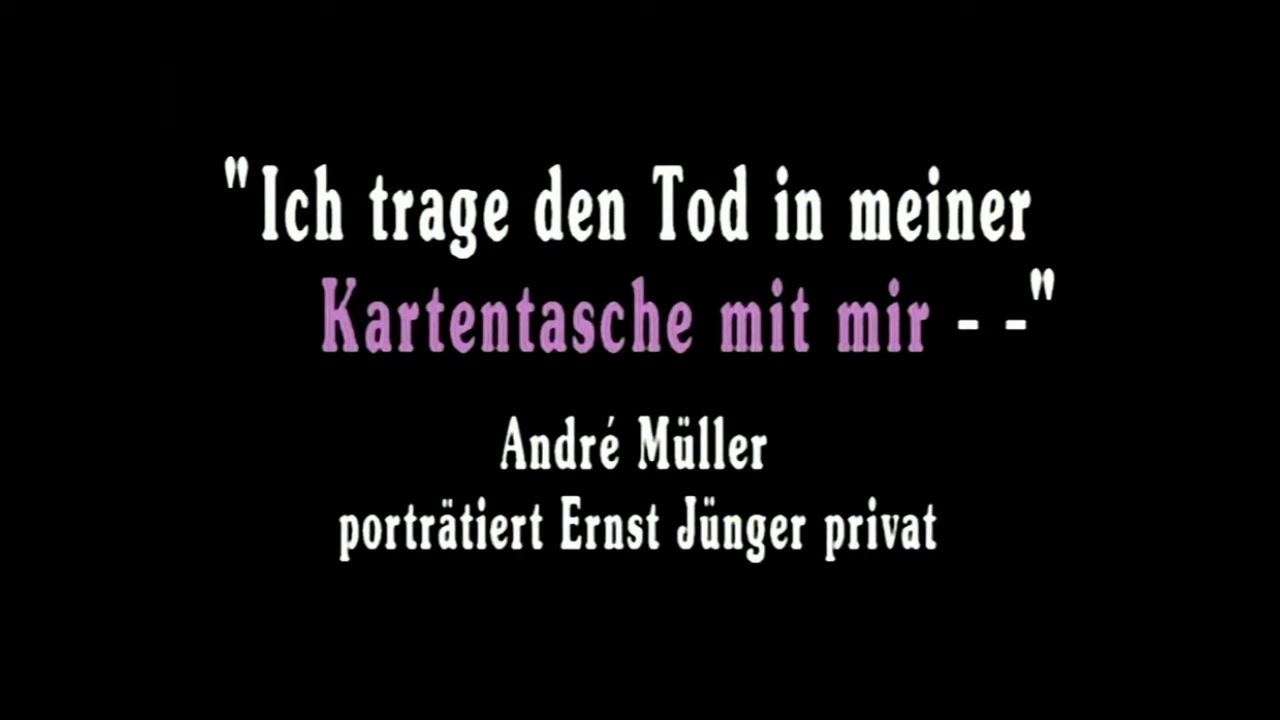 "Ich trage den Tod in meiner
Kartentasche mit mir - -"
André Müller
porträtiert Ernst Jünger privat